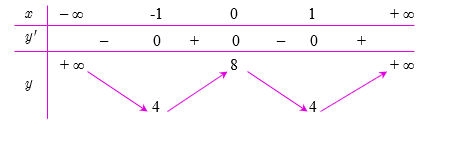 x − ∞ -1 0 1 + ∞
y' − 0 + 0 − 0 +
+ ∞ 8 + ∞
y
4 4